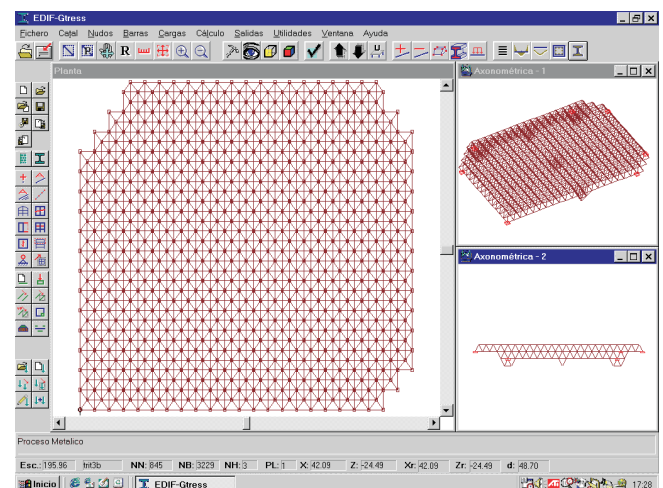 EDIF-Gtress
Fichero Catal Nudos Barras Cargas Cálculo Salidas Utilidades Ventana Ayuda
R
Planta
Axonométrica - 1
Axonométrica - 2
Proceso Metalico
Esc.: 195.96 hnt3b NN: 845 NB: 3229 NH: 3 PL: 1 X: 42.09 Z: -24.49 Xr: 42.09 Zr: -24.49 d: 48.70
Inicio EDIF-Gtress 17:28